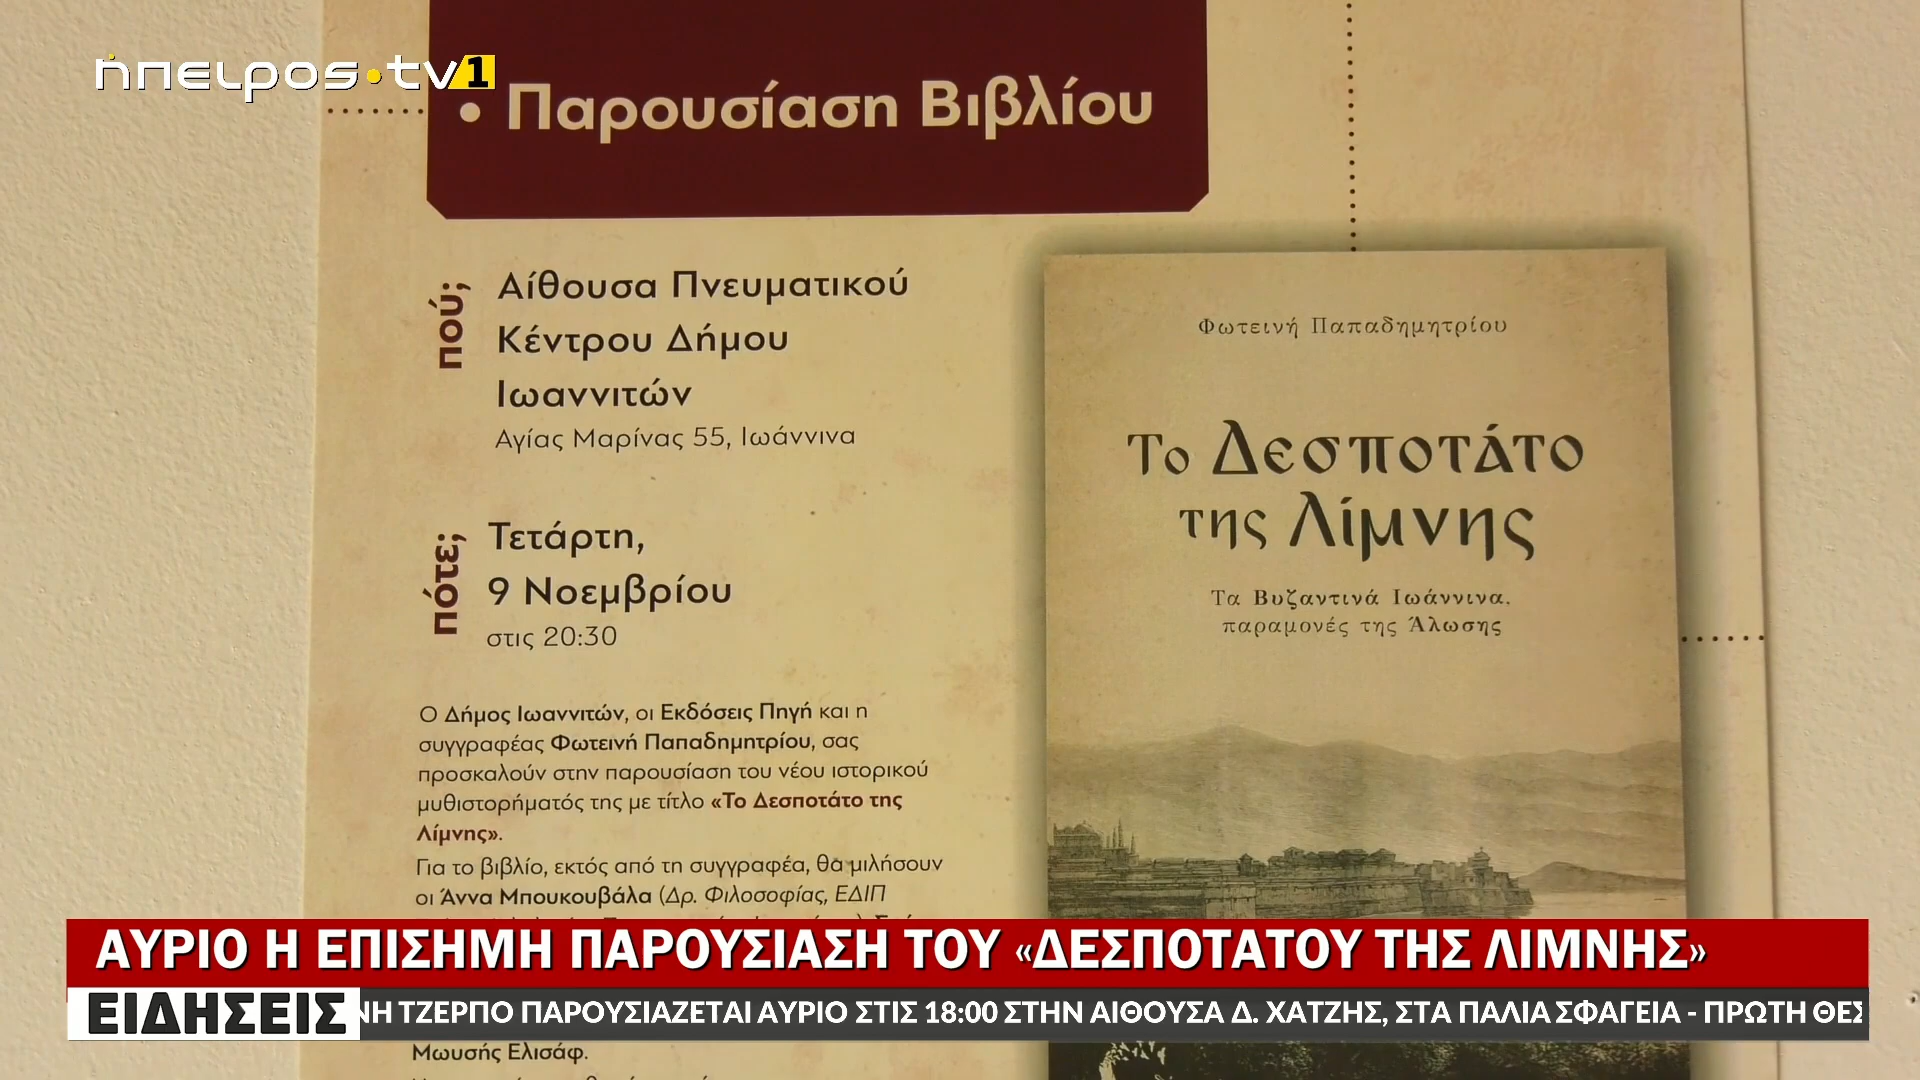 ήπειρος•tv1
• Παρουσίαση Βιβλίου
πού;
Αίθουσα Πνευματικού
Κέντρου Δήμου
Ιωαννιτών
Αγίας Μαρίνας 55, Ιωάννινα
πότε;
Τετάρτη,
9 Νοεμβρίου
στις 20:30
Ο Δήμος Ιωαννιτών, οι Εκδόσεις Πηγή και η
συγγραφέας Φωτεινή Παπαδημητρίου, σας
προσκαλούν στην παρουσίαση του νέου ιστορικού
μυθιστορήματός της με τίτλο «Το Δεσποτάτο της
Λίμνης».
Για το βιβλίο, εκτός από τη συγγραφέα, θα μιλήσουν
οι Άννα Μπουκουβάλα (Δρ. Φιλοσοφίας, ΕΔΙΠ
Φωτεινή Παπαδημητρίου
Το Δεσποτάτο
της Λίμνης
Τα Βυζαντινά Ιωάννινα,
παραμονές της Άλωσης
ΑΥΡΙΟ Η ΕΠΙΣΗΜΗ ΠΑΡΟΥΣΙΑΣΗ ΤΟΥ «ΔΕΣΠΟΤΑΤΟΥ ΤΗΣ ΛΙΜΝΗΣ»
ΕΙΔΗΣΕΙΣ
ΝΗ ΤΖΕΡΠΟ ΠΑΡΟΥΣΙΑΖΕΤΑΙ ΑΥΡΙΟ ΣΤΙΣ 18:00 ΣΤΗΝ ΑΙΘΟΥΣΑ Δ. ΧΑΤΖΗΣ, ΣΤΑ ΠΑΛΙΑ ΣΦΑΓΕΙΑ - ΠΡΩΤΗ ΘΕΣ
Μωυσής Ελισάφ.